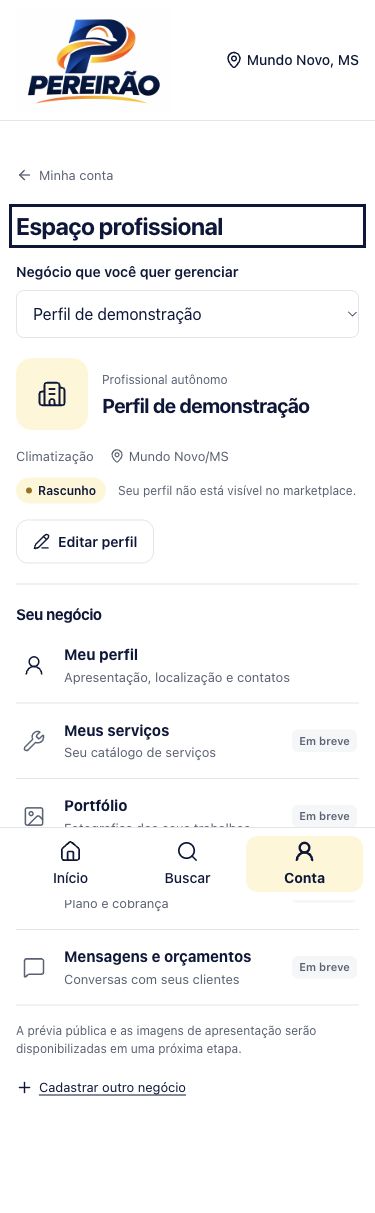 PEREIRÃO
Mundo Novo, MS
Minha conta
Espaço profissional
Negócio que você quer gerenciar
Perfil de demonstração
Profissional autônomo
Perfil de demonstração
Climatização Mundo Novo/MS
Rascunho Seu perfil não está visível no marketplace.
Editar perfil
Seu negócio
Meu perfil
Apresentação, localização e contatos
Meus serviços
Seu catálogo de serviços
Em breve
Portfólio
Em breve
Início
Buscar
Conta
Plano e cobrança
Mensagens e orçamentos
Conversas com seus clientes
Em breve
A prévia pública e as imagens de apresentação serão
disponibilizadas em uma próxima etapa.
Cadastrar outro negócio